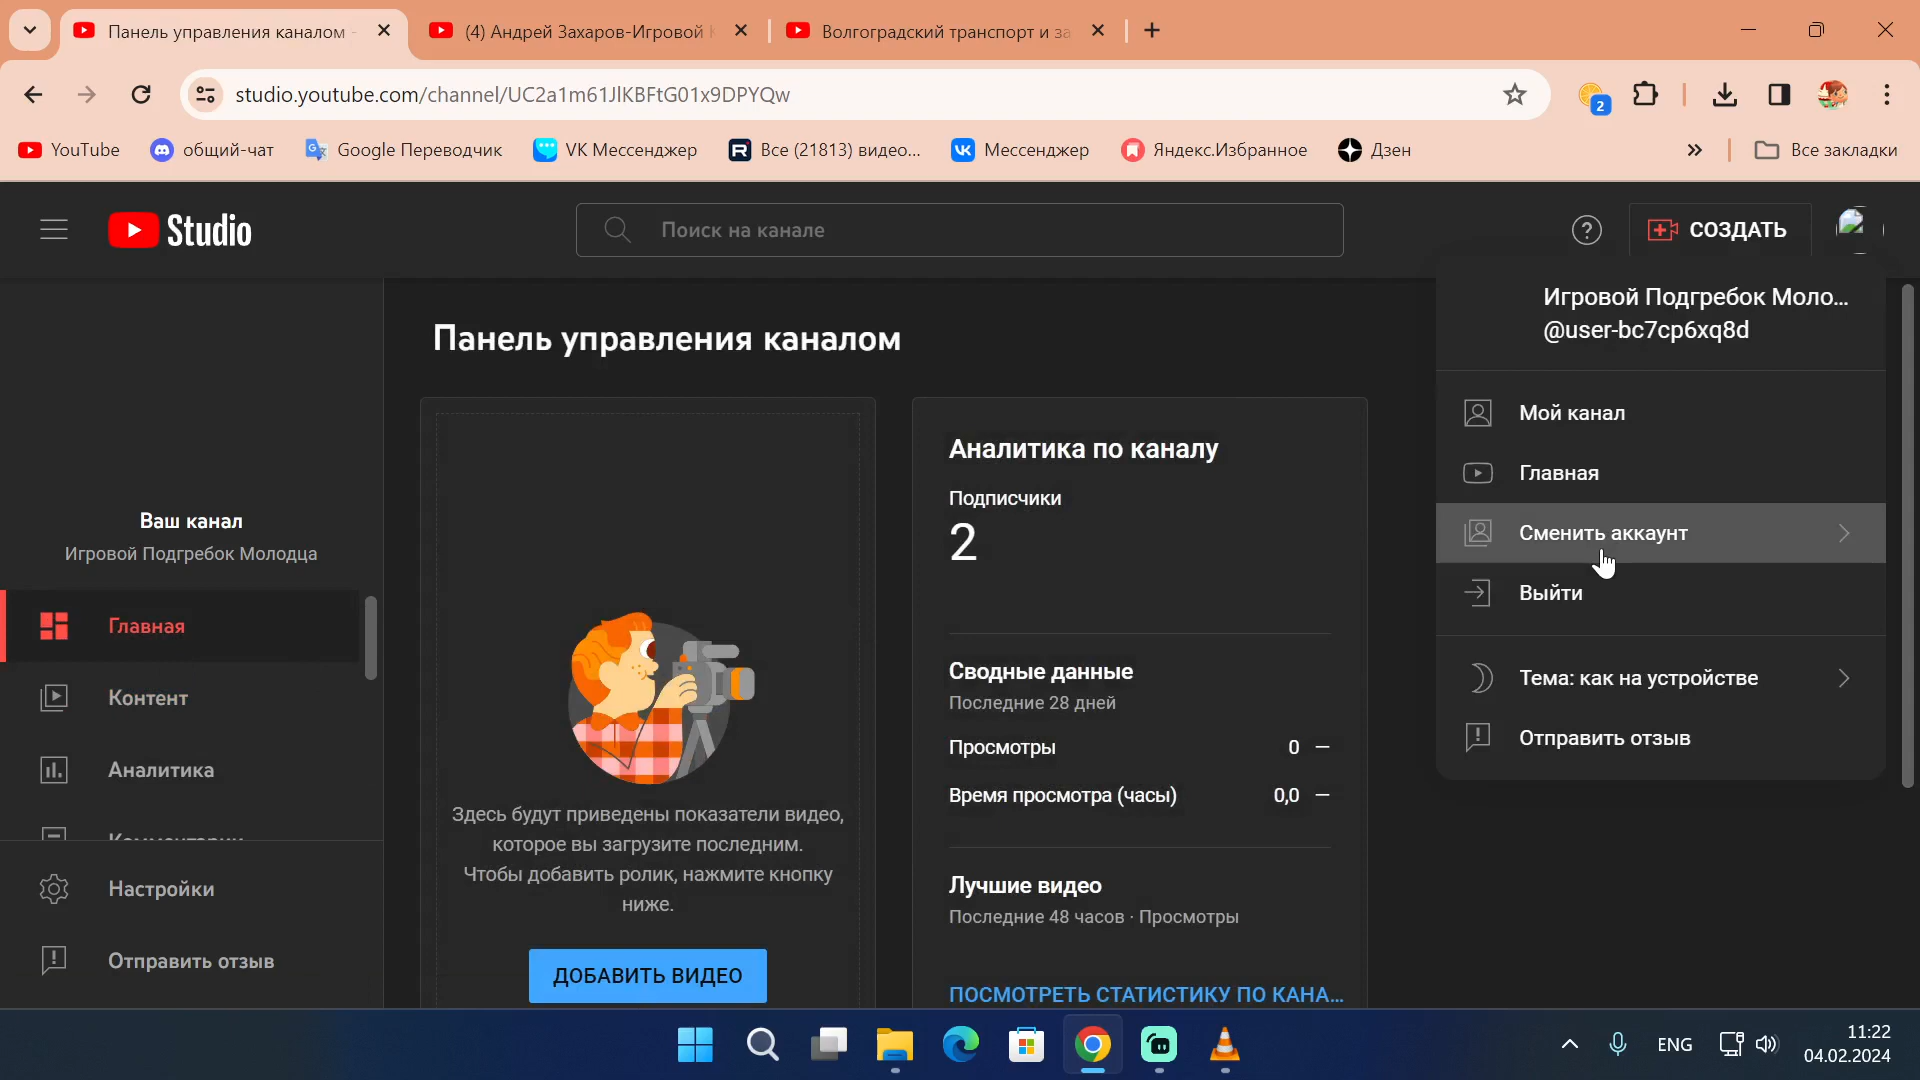 Панель управления каналом -
(4) Андрей Захаров-Игровой
Волгоградский транспорт и за
studio.youtube.com/channel/UC2a1m61JlKBFtG01x9DPYQw
2
YouTube
общий-чат
Google Переводчик
VK Мессенджер
Все (21813) видео...
Мессенджер
Яндекс.Избранное
Дзен
Все закладки
Studio
Поиск на канале
СОЗДАТЬ
Игровой Подгребок Моло...
@user-bc7cp6xq8d
Мой канал
Главная
Сменить аккаунт
Выйти
Тема: как на устройстве
Отправить отзыв
Ваш канал
Игровой Подгребок Молодца
Главная
Контент
Аналитика
Комментарии
Настройки
Отправить отзыв
Панель управления каналом
Здесь будут приведены показатели видео,
которое вы загрузите последним.
Чтобы добавить ролик, нажмите кнопку
ниже.
ДОБАВИТЬ ВИДЕО
Аналитика по каналу
Подписчики
2
Сводные данные
Последние 28 дней
Просмотры 0 —
Время просмотра (часы) 0,0 —
Лучшие видео
Последние 48 часов · Просмотры
ПОСМОТРЕТЬ СТАТИСТИКУ ПО КАНА...
ENG
11:22
04.02.2024